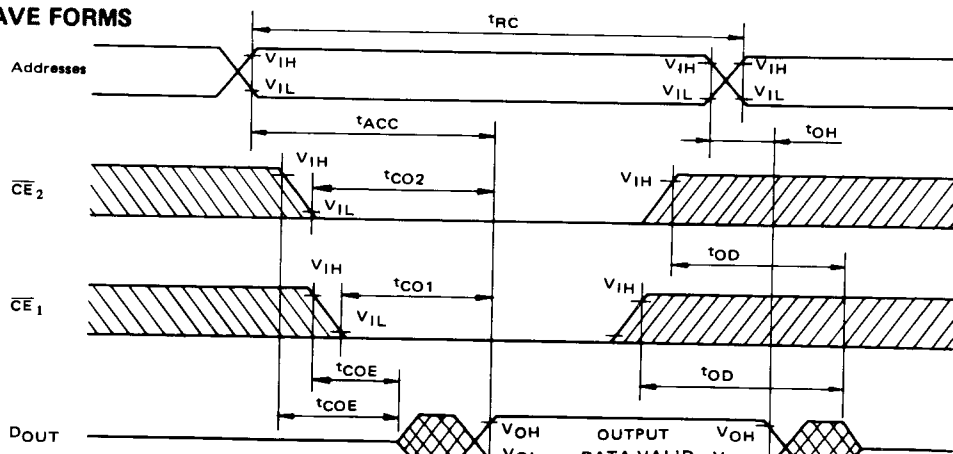 AVE FORMS
tRC
Addresses
VIH VIH VIH
VIL VIL VIL
tACC tOH
CE2 VIH tCO2 VIH
VIL
tOD
CE1 VIH tCO1 VIH
VIL
tCOE tOD
tCOE
DOUT VOH OUTPUT VOH
DATA VALID